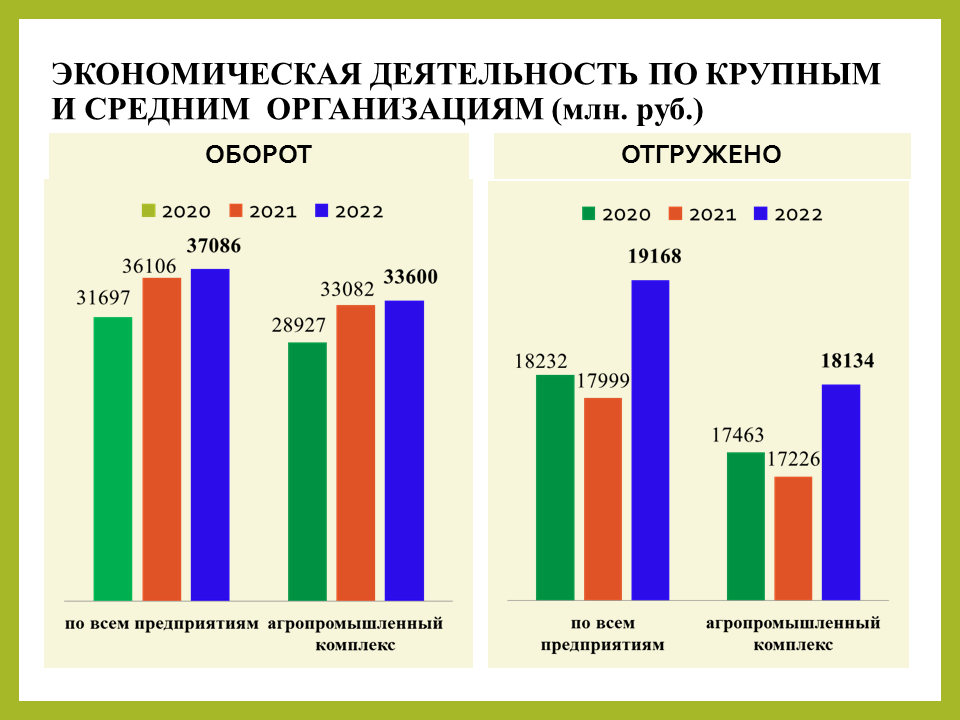 ЭКОНОМИЧЕСКАЯ ДЕЯТЕЛЬНОСТЬ ПО КРУПНЫМ
И СРЕДНИМ ОРГАНИЗАЦИЯМ (млн. руб.)
ОБОРОТ
2020 2021 2022
31697
36106
37086
28927
33082
33600
по всем предприятиям
агропромышленный
комплекс
ОТГРУЖЕНО
2020 2021 2022
18232
17999
19168
17463
17226
18134
по всем
предприятиям
агропромышленный
комплекс